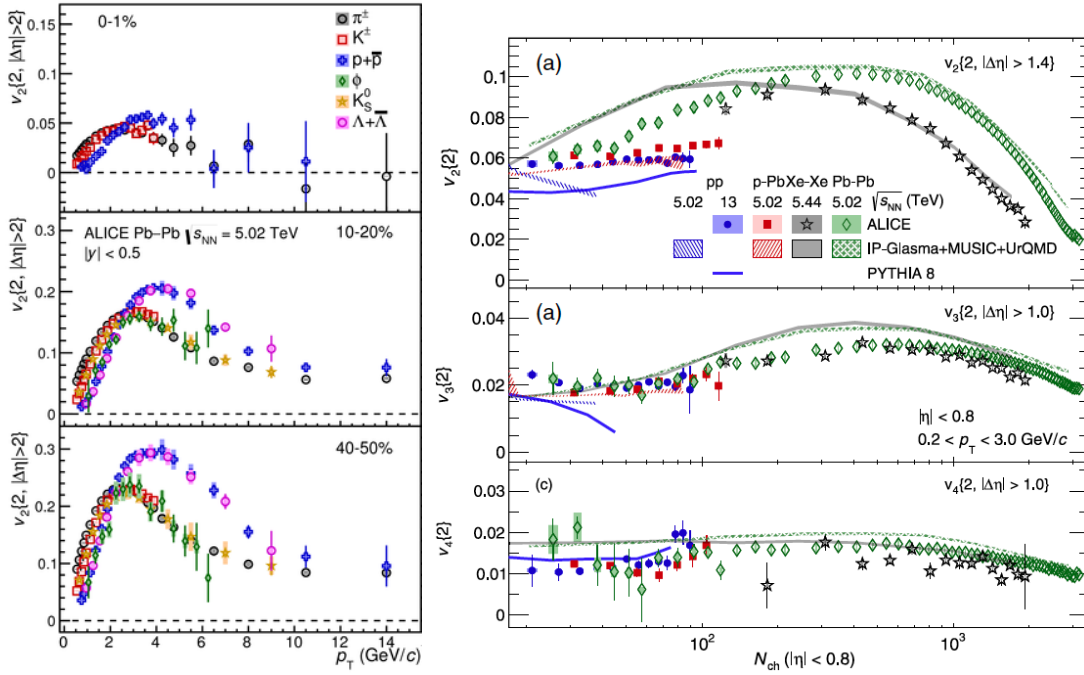 0-1%
π±
K±
p+p̅
ϕ
K⁰S
Λ+Λ̅
v₂{2, |Δη|>2}
0.15
0.1
0.05
0
ALICE Pb–Pb √sNN = 5.02 TeV
10-20%
|y| < 0.5
v₂{2, |Δη|>2}
0.3
0.2
0.1
0
40-50%
v₂{2, |Δη|>2}
0.3
0.2
0.1
0
0 2 4 6 8 10 12 14
pT (GeV/c)
(a)
v₂{2, |Δη| > 1.4}
v₂{2}
0.1
0.08
0.06
0.04
0.02
0
pp p-Pb Xe-Xe Pb-Pb
5.02 13 5.02 5.44 5.02 √sNN (TeV)
ALICE
IP-Glasma+MUSIC+UrQMD
PYTHIA 8
(a)
v₃{2, |Δη| > 1.0}
v₃{2}
0.04
0.02
0
|η| < 0.8
0.2 < pT < 3.0 GeV/c
(c)
v₄{2, |Δη| > 1.0}
v₄{2}
0.03
0.02
0.01
0
10² 10³
Nch (|η| < 0.8)